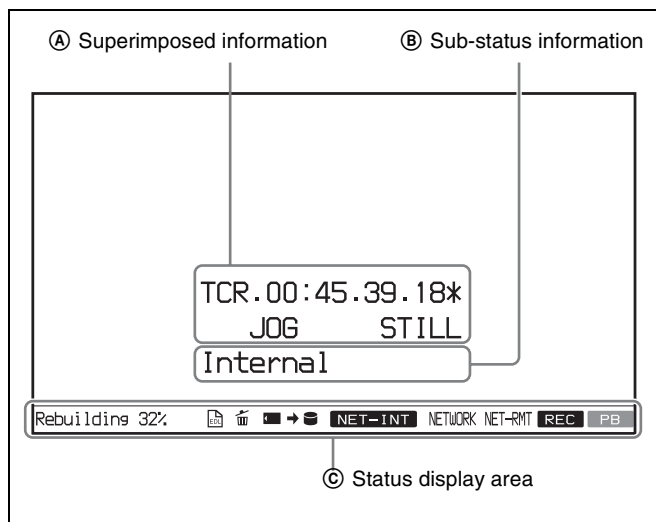 Ⓐ Superimposed information
Ⓑ Sub-status information
TCR.00:45.39.18*
JOG STILL
Internal
Rebuilding 32% EDL NET-INT NETWORK NET-RMT REC PB
Ⓒ Status display area